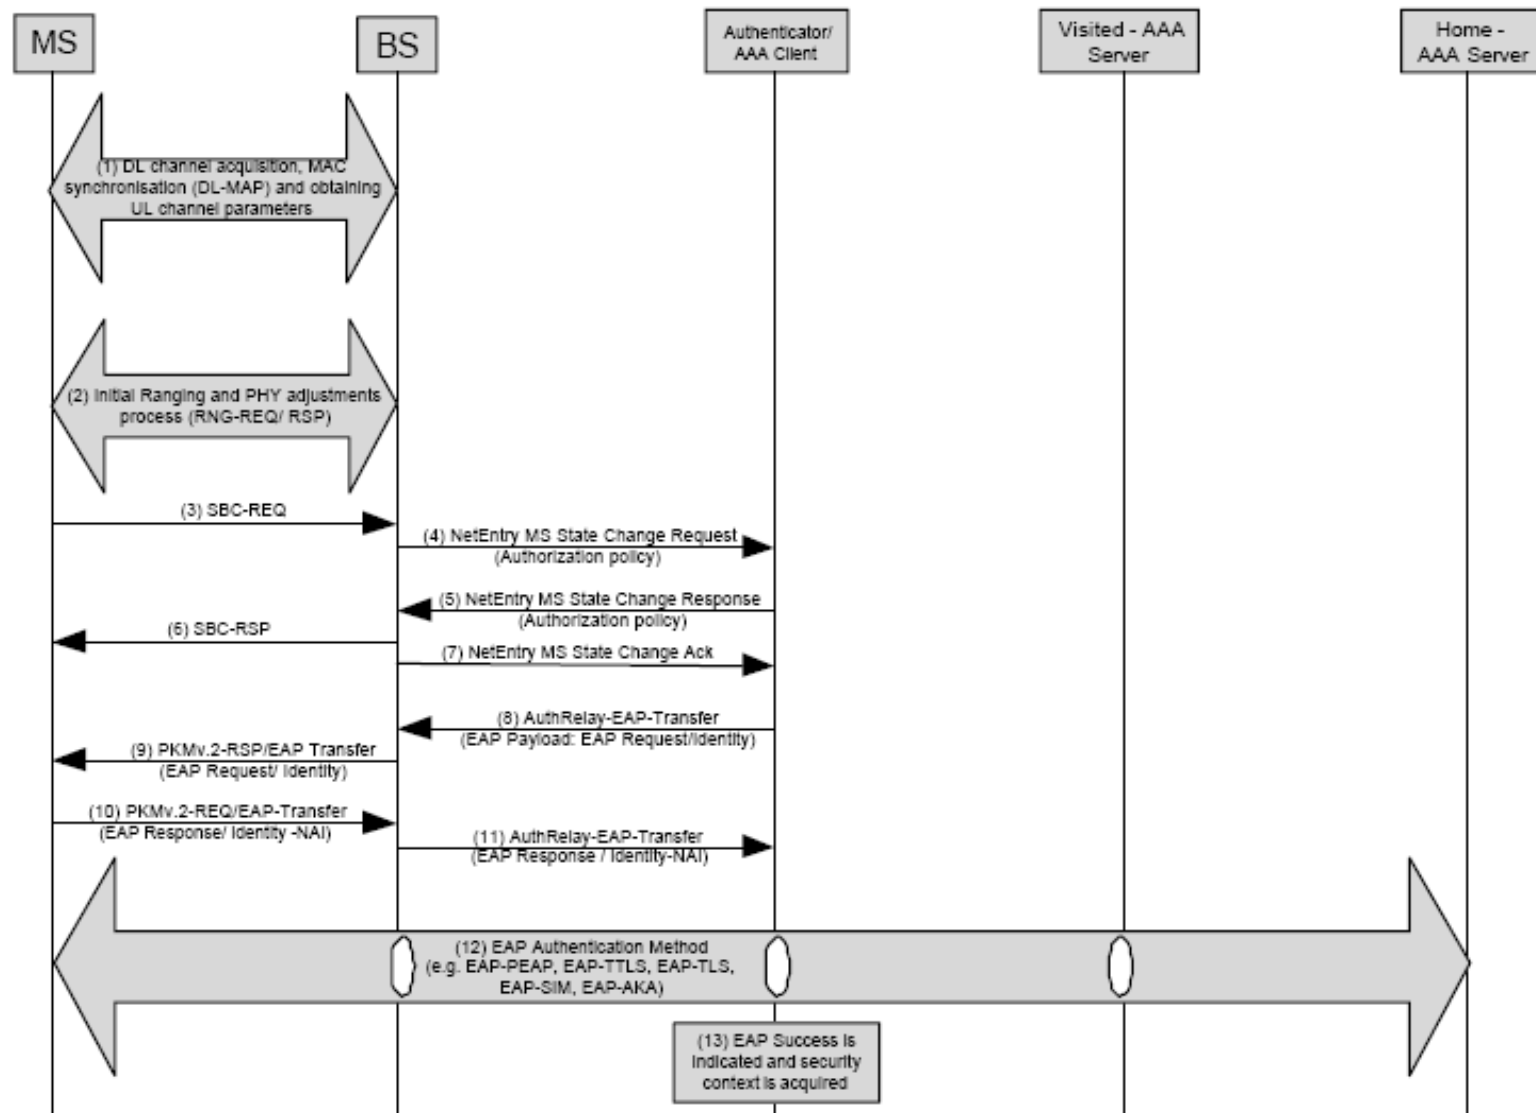 MS
BS
Authenticator/
AAA Client
Visited - AAA
Server
Home -
AAA Server
(1) DL channel acquisition, MAC
synchronisation (DL-MAP) and obtaining
UL channel parameters
(2) Initial Ranging and PHY adjustments
process (RNG-REQ/ RSP)
(3) SBC-REQ
(4) NetEntry MS State Change Request
(Authorization policy)
(5) NetEntry MS State Change Response
(Authorization policy)
(6) SBC-RSP
(7) NetEntry MS State Change Ack
(8) AuthRelay-EAP-Transfer
(EAP Payload: EAP Request/Identity)
(9) PKMv.2-RSP/EAP Transfer
(EAP Request/ Identity)
(10) PKMv.2-REQ/EAP-Transfer
(EAP Response/ Identity -NAI)
(11) AuthRelay-EAP-Transfer
(EAP Response / Identity-NAI)
(12) EAP Authentication Method
(e.g. EAP-PEAP, EAP-TTLS, EAP-TLS,
EAP-SIM, EAP-AKA)
(13) EAP Success is
indicated and security
context is acquired